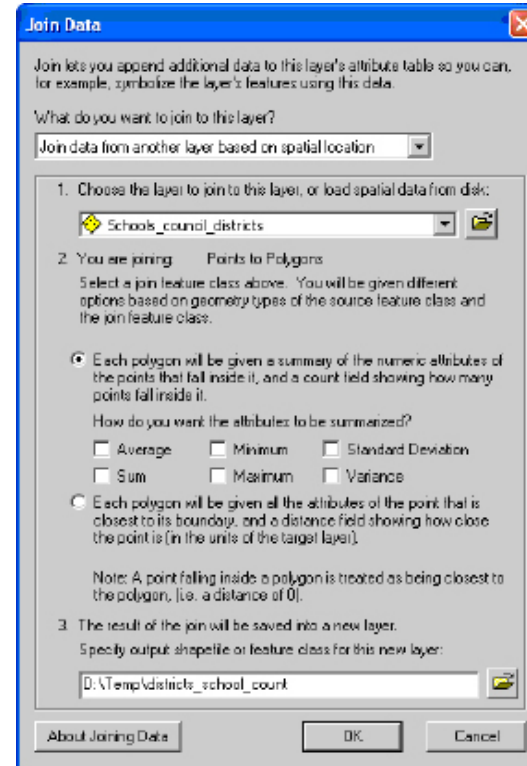 Join Data
Join lets you append additional data to this layer's attribute table so you can,
for example, symbolize the layer's features using this data.
What do you want to join to this layer?
Join data from another layer based on spatial location
1. Choose the layer to join to this layer, or load spatial data from disk:
Schools_council_districts
2 You are joining: Points to Polygons
Select a join feature class above. You will be given different
options based on geometry types of the source feature class and
the join feature class.
Each polygon will be given a summary of the numeric attributes of
the points that fall inside it, and a count field showing how many
points fall inside it.
How do you want the attributes to be summarized?
Average Minimum Standard Deviation
Sum Maximum Variance
Each polygon will be given all the attributes of the point that is
closest to its boundary, and a distance field showing how close
the point is (in the units of the target layer).
Note: A point falling inside a polygon is treated as being closest to
the polygon, (i.e. a distance of 0).
3. The result of the join will be saved into a new layer.
Specify output shapefile or feature class for this new layer:
D:\Temp\districts_school_count
About Joining Data OK Cancel